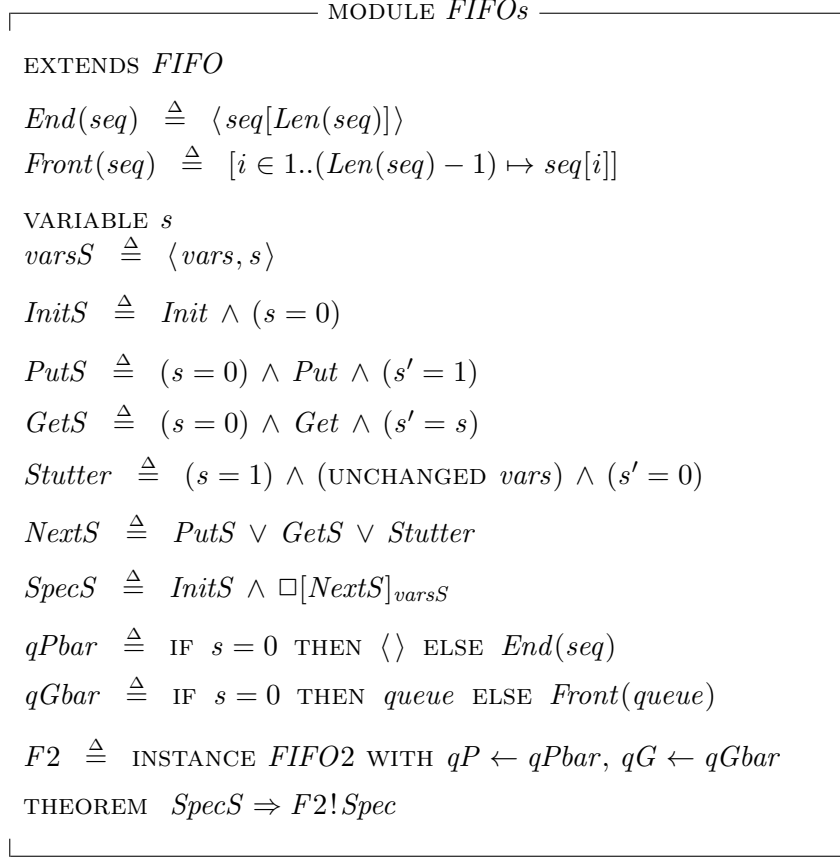 MODULE FIFOs
EXTENDS FIFO
End(seq) ≜ ⟨seq[Len(seq)]⟩
Front(seq) ≜ [i ∈ 1..(Len(seq) − 1) ↦ seq[i]]
VARIABLE s
varsS ≜ ⟨vars, s⟩
InitS ≜ Init ∧ (s = 0)
PutS ≜ (s = 0) ∧ Put ∧ (s′ = 1)
GetS ≜ (s = 0) ∧ Get ∧ (s′ = s)
Stutter ≜ (s = 1) ∧ (UNCHANGED vars) ∧ (s′ = 0)
NextS ≜ PutS ∨ GetS ∨ Stutter
SpecS ≜ InitS ∧ □[NextS]_varsS
qPbar ≜ IF s = 0 THEN ⟨⟩ ELSE End(seq)
qGbar ≜ IF s = 0 THEN queue ELSE Front(queue)
F2 ≜ INSTANCE FIFO2 WITH qP ← qPbar, qG ← qGbar
THEOREM SpecS ⇒ F2!Spec